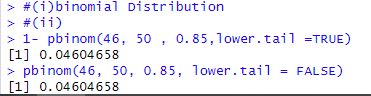 > #(i)binomial Distribution
> #(ii)
> 1- pbinom(46, 50 , 0.85,lower.tail =TRUE)
[1] 0.04604658
> pbinom(46, 50, 0.85, lower.tail = FALSE)
[1] 0.04604658